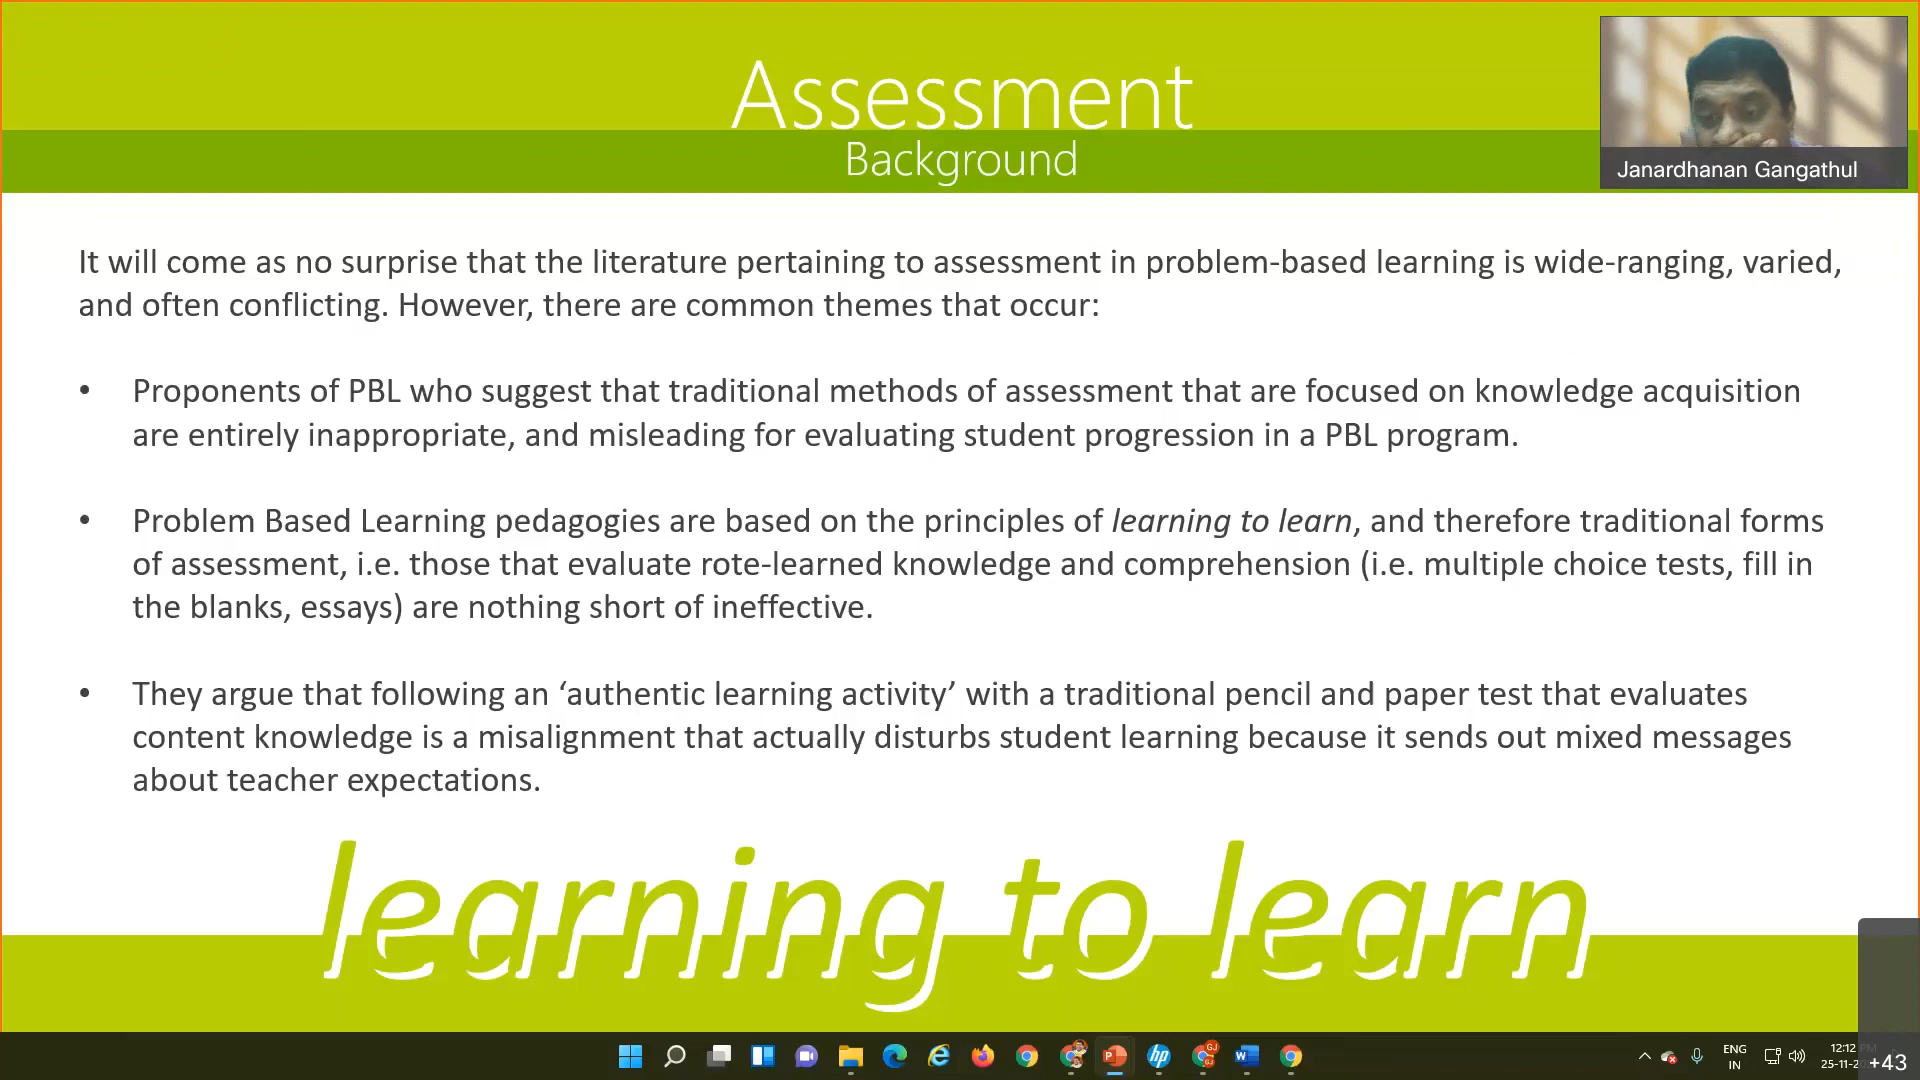 Assessment
Background
Janardhanan Gangathul
It will come as no surprise that the literature pertaining to assessment in problem-based learning is wide-ranging, varied,
and often conflicting. However, there are common themes that occur:
• Proponents of PBL who suggest that traditional methods of assessment that are focused on knowledge acquisition
are entirely inappropriate, and misleading for evaluating student progression in a PBL program.
• Problem Based Learning pedagogies are based on the principles of learning to learn, and therefore traditional forms
of assessment, i.e. those that evaluate rote-learned knowledge and comprehension (i.e. multiple choice tests, fill in
the blanks, essays) are nothing short of ineffective.
• They argue that following an ‘authentic learning activity’ with a traditional pencil and paper test that evaluates
content knowledge is a misalignment that actually disturbs student learning because it sends out mixed messages
about teacher expectations.
learning to learn
ENG
IN
12:12 PM
25-11-2
+43